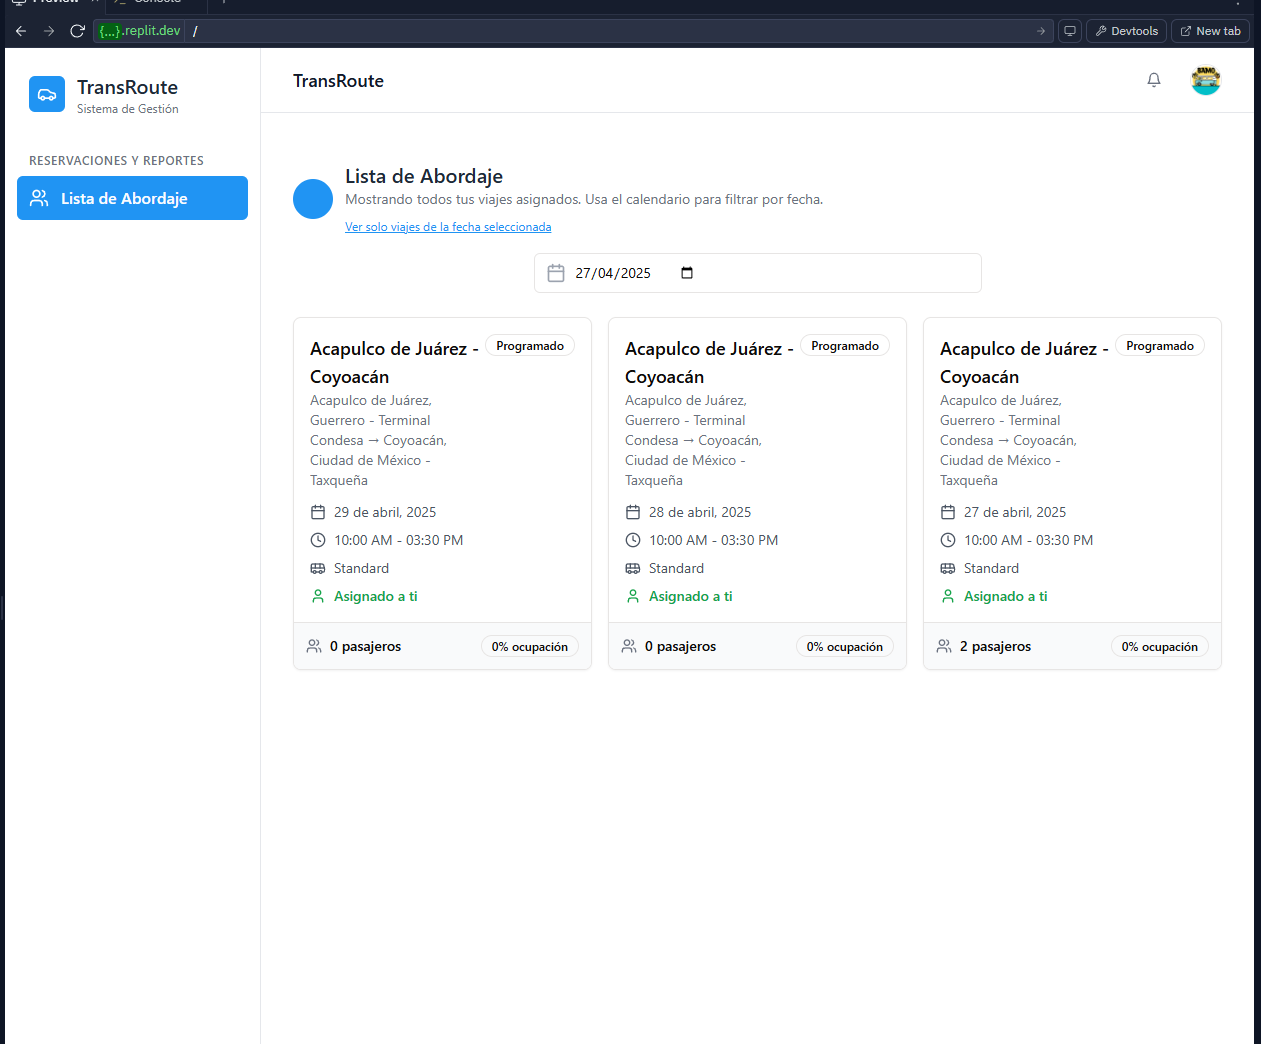 Preview
Console
{...}.replit.dev /
Devtools
New tab
TransRoute
Sistema de Gestión
RESERVACIONES Y REPORTES
Lista de Abordaje
TransRoute
BAMO
Lista de Abordaje
Mostrando todos tus viajes asignados. Usa el calendario para filtrar por fecha.
Ver solo viajes de la fecha seleccionada
27/04/2025
Acapulco de Juárez -
Coyoacán
Programado
Acapulco de Juárez,
Guerrero - Terminal
Condesa → Coyoacán,
Ciudad de México -
Taxqueña
29 de abril, 2025
10:00 AM - 03:30 PM
Standard
Asignado a ti
0 pasajeros
0% ocupación
Acapulco de Juárez -
Coyoacán
Programado
Acapulco de Juárez,
Guerrero - Terminal
Condesa → Coyoacán,
Ciudad de México -
Taxqueña
28 de abril, 2025
10:00 AM - 03:30 PM
Standard
Asignado a ti
0 pasajeros
0% ocupación
Acapulco de Juárez -
Coyoacán
Programado
Acapulco de Juárez,
Guerrero - Terminal
Condesa → Coyoacán,
Ciudad de México -
Taxqueña
27 de abril, 2025
10:00 AM - 03:30 PM
Standard
Asignado a ti
2 pasajeros
0% ocupación